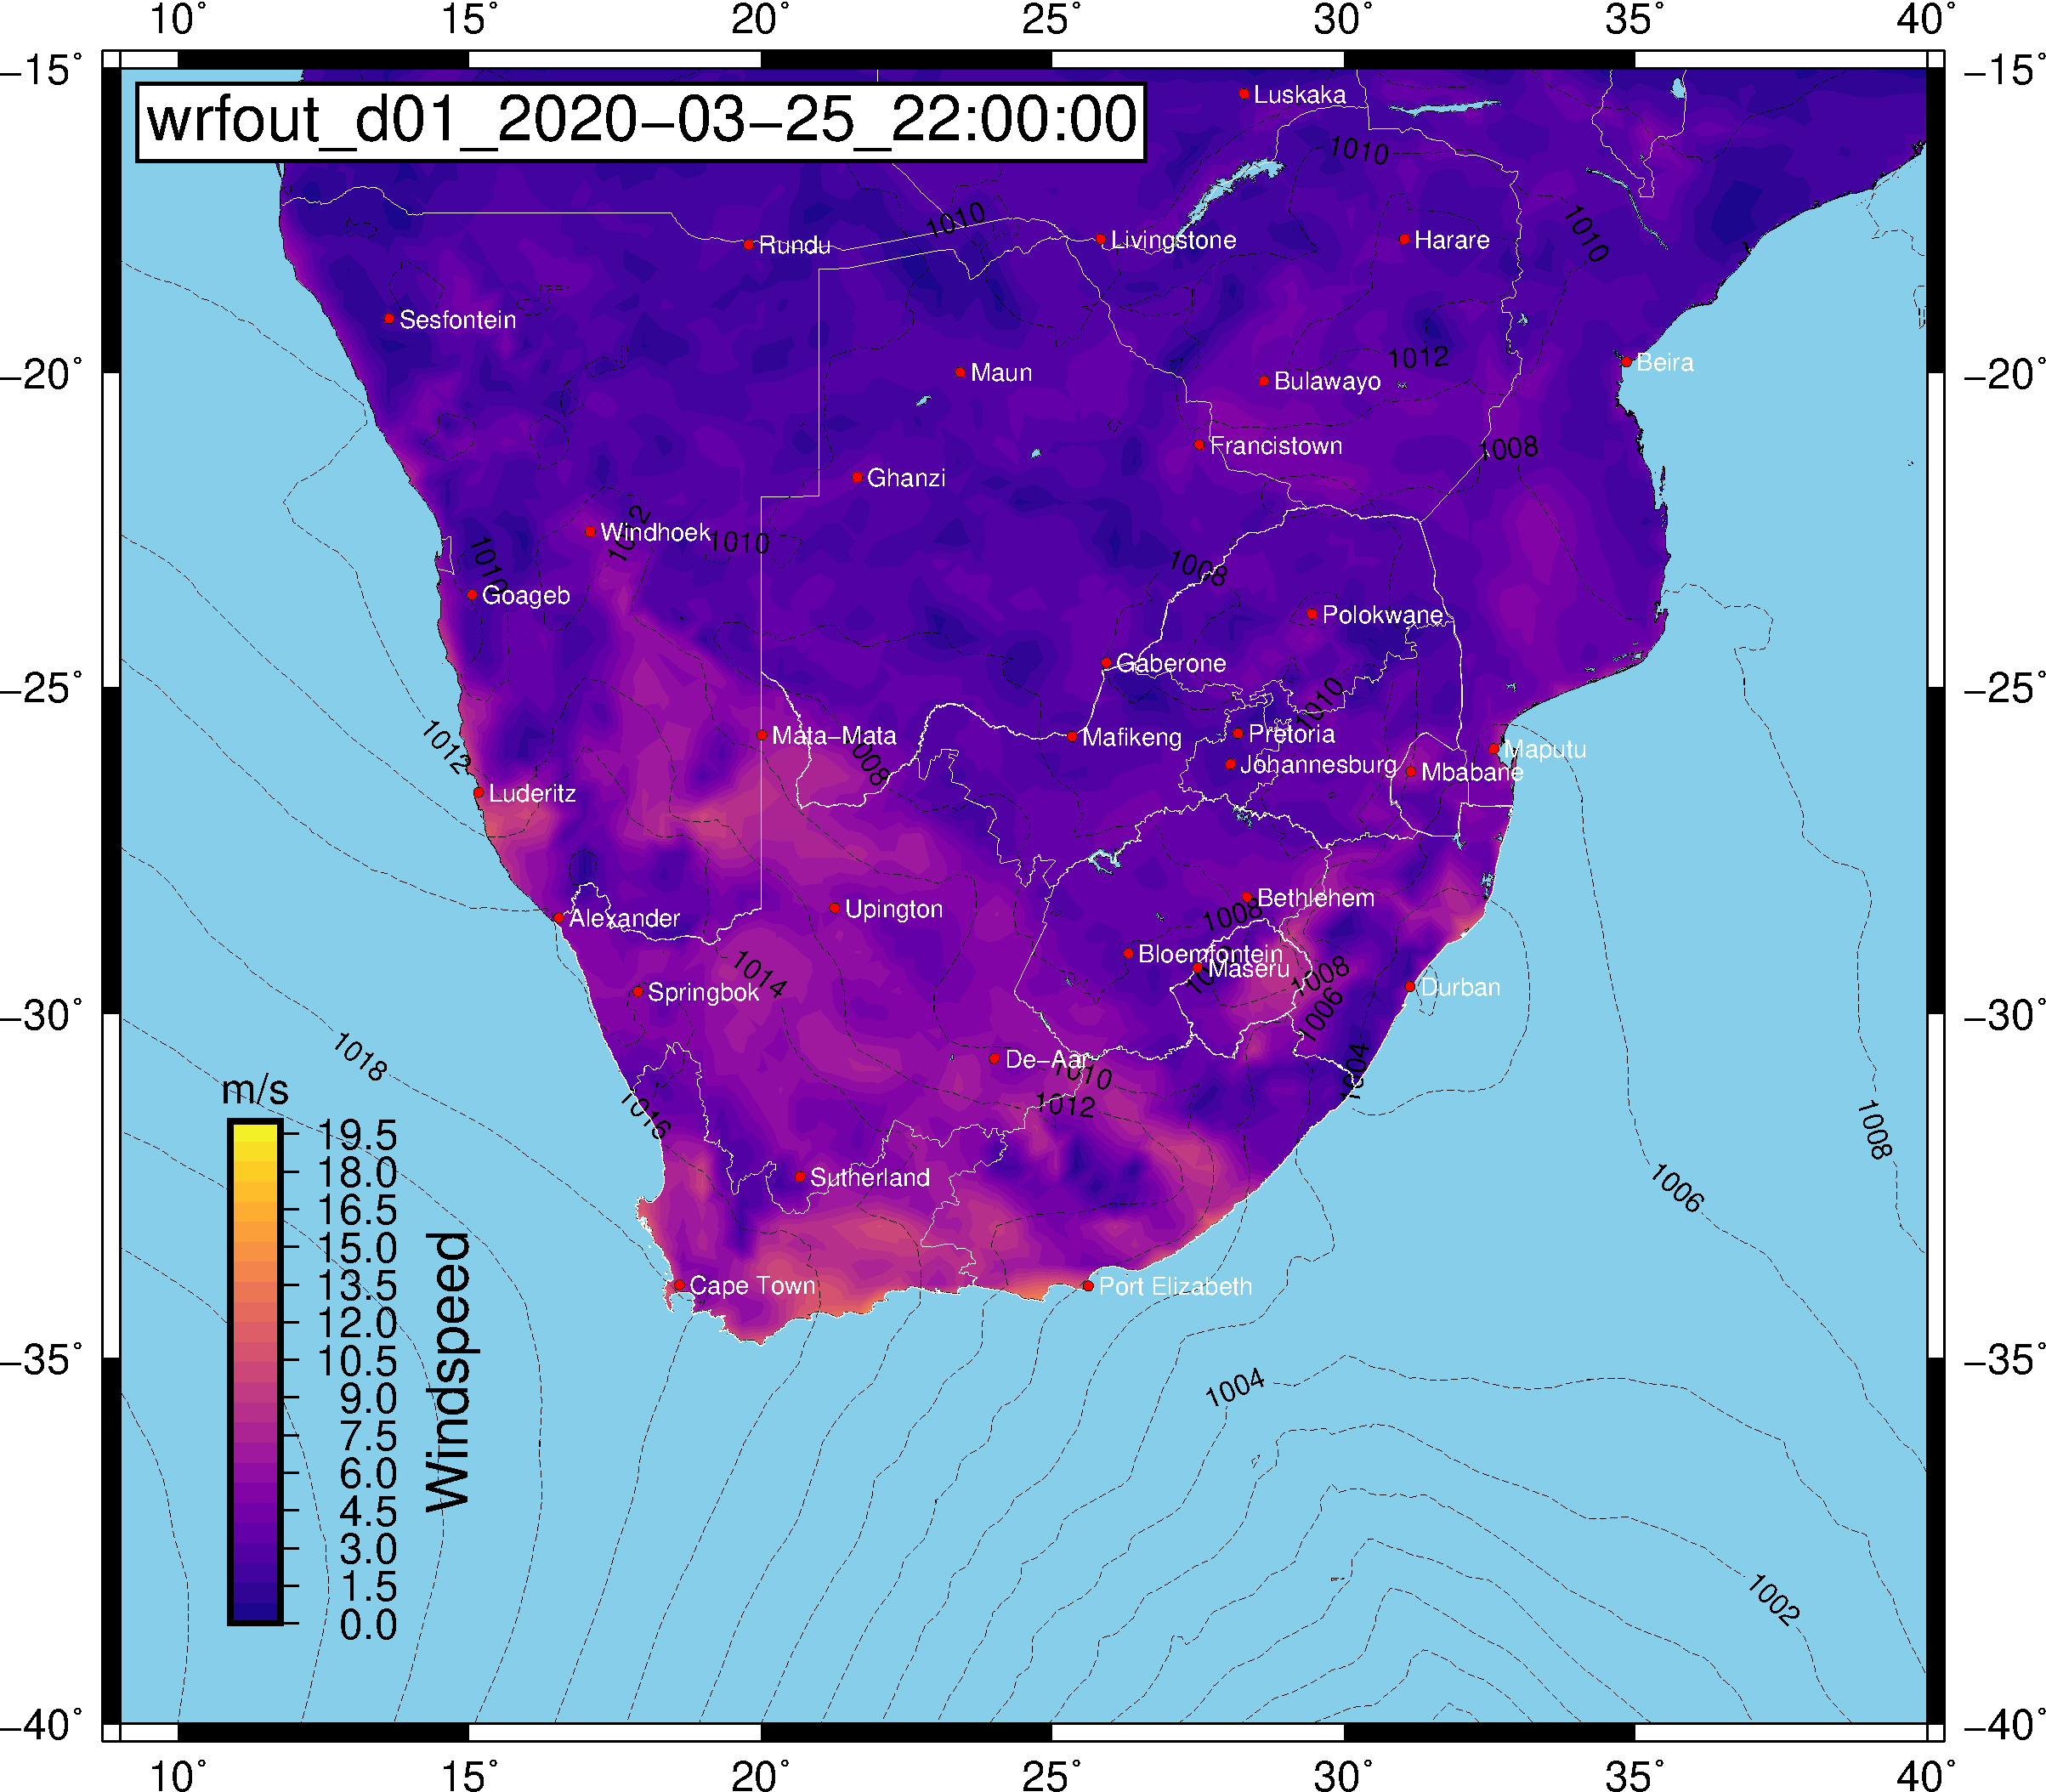 10° 15° 20° 25° 30° 35° 40°
−15° −15°
wrfout_d01_2020−03−25_22:00:00
Luskaka
1010
1010
1010
Rundu
Livingstone
Harare
Sesfontein
1012
−20° −20°
Maun
Bulawayo
Beira
Francistown
1008
Ghanzi
Windhoek
1012
1010
1010
1008
Goageb
Polokwane
Gaberone
−25° −25°
1010
1012
Mata−Mata
1008
Mafikeng
Pretoria
Maputu
Johannesburg
Mbabane
Luderitz
Bethlehem
1008
Alexander
Upington
Bloemfontein
Maseru
1014
1008
Springbok
Durban
1006
−30° −30°
1018
De−Aar
1010
1004
1012
1016
1008
Sutherland
1006
Cape Town
Port Elizabeth
−35° −35°
1004
1002
m/s
19.5
18.0
16.5
15.0
13.5
12.0
10.5
9.0
7.5
6.0
4.5
3.0
1.5
0.0
Windspeed
−40° −40°
10° 15° 20° 25° 30° 35° 40°